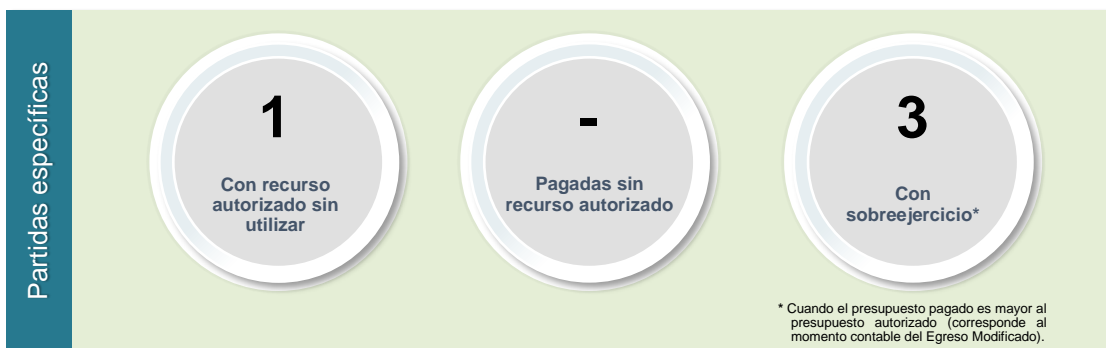 Partidas específicas
1
Con recurso
autorizado sin
utilizar
-
Pagadas sin
recurso autorizado
3
Con
sobreejercicio*
* Cuando el presupuesto pagado es mayor al
presupuesto autorizado (corresponde al
momento contable del Egreso Modificado).